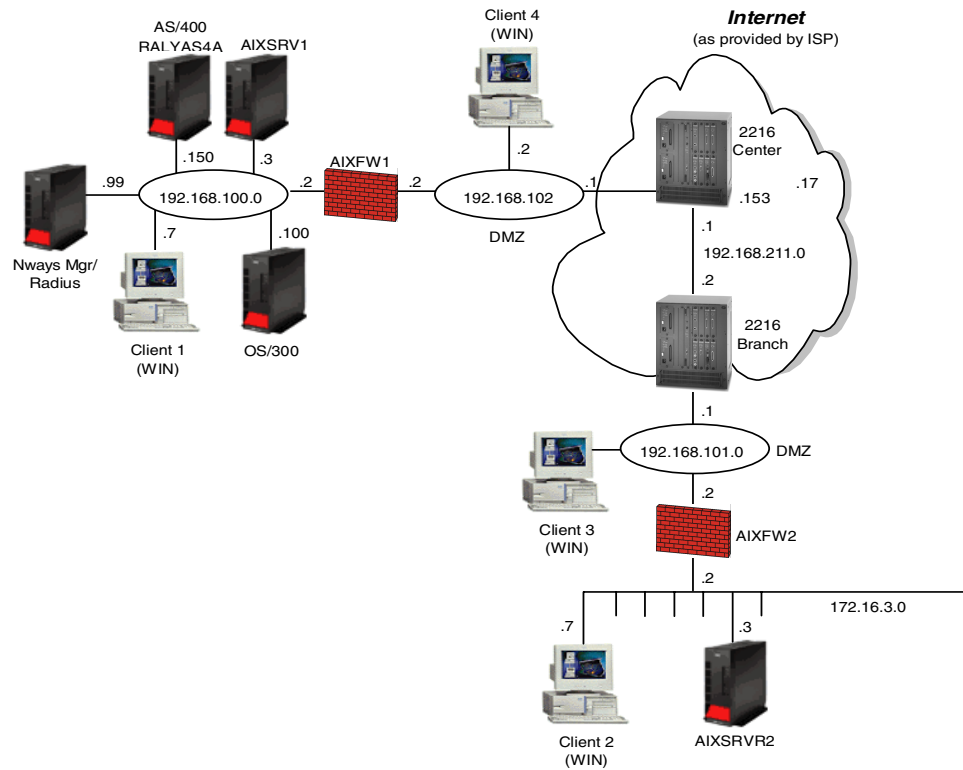 AS/400
RALYAS4A
AIXSRV1
Client 4
(WIN)
Internet
(as provided by ISP)
2216
Center
.17
.153
.150
.3
.2
.99
192.168.100.0
.2
AIXFW1
.2
192.168.102
.1
DMZ
.1
192.168.211.0
.7
.100
Nways Mgr/
Radius
.2
Client 1
(WIN)
OS/300
2216
Branch
.1
192.168.101.0
DMZ
.2
Client 3
(WIN)
AIXFW2
.2
172.16.3.0
.7
.3
Client 2
(WIN)
AIXSRVR2